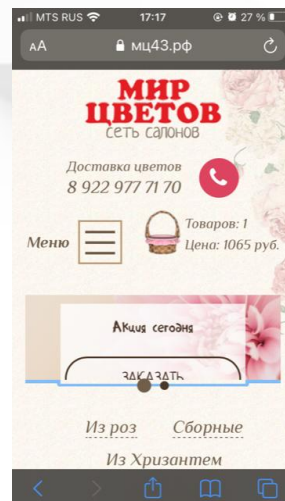 MTS RUS 17:17 27 %
АА мц43.рф
МИР
ЦВЕТОВ
сеть салонов
Доставка цветов
8 922 977 71 70
Товаров: 1
Меню
Цена: 1065 руб.
Акция сегодня
ЗАКАЗАТЬ
Из роз Сборные
Из Хризантем